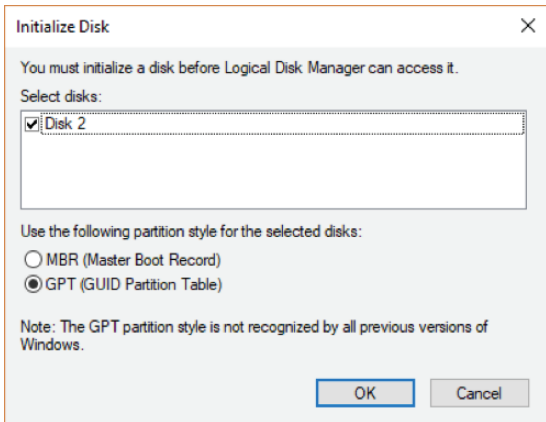 Initialize Disk
You must initialize a disk before Logical Disk Manager can access it.
Select disks:
Disk 2
Use the following partition style for the selected disks:
MBR (Master Boot Record)
GPT (GUID Partition Table)
Note: The GPT partition style is not recognized by all previous versions of
Windows.
OK Cancel